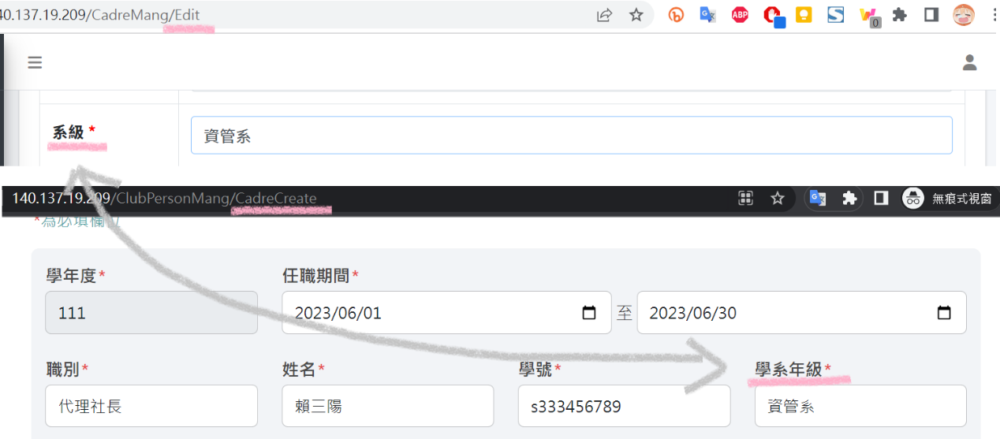 40.137.19.209/CadreMang/Edit
ABP
0
系級 *
資管系
140.137.19.209/ClubPersonMang/CadreCreate
無痕式視窗
*為必填欄位
學年度* 任職期間*
111 2023/06/01 至 2023/06/30
職別* 姓名* 學號* 學系年級*
代理社長 賴三陽 s333456789 資管系